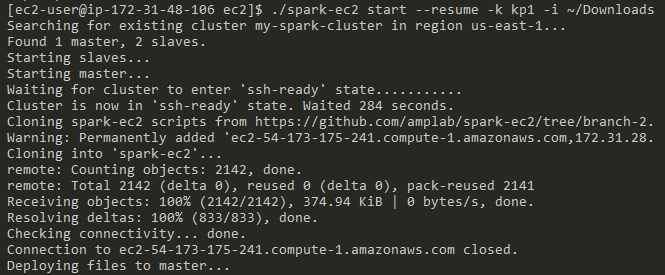 [ec2-user@ip-172-31-48-106 ec2]$ ./spark-ec2 start --resume -k kp1 -i ~/Downloads
Searching for existing cluster my-spark-cluster in region us-east-1...
Found 1 master, 2 slaves.
Starting slaves...
Starting master...
Waiting for cluster to enter 'ssh-ready' state...........
Cluster is now in 'ssh-ready' state. Waited 284 seconds.
Cloning spark-ec2 scripts from https://github.com/amplab/spark-ec2/tree/branch-2.
Warning: Permanently added 'ec2-54-173-175-241.compute-1.amazonaws.com,172.31.28.
Cloning into 'spark-ec2'...
remote: Counting objects: 2142, done.
remote: Total 2142 (delta 0), reused 0 (delta 0), pack-reused 2141
Receiving objects: 100% (2142/2142), 374.94 KiB | 0 bytes/s, done.
Resolving deltas: 100% (833/833), done.
Checking connectivity... done.
Connection to ec2-54-173-175-241.compute-1.amazonaws.com closed.
Deploying files to master...